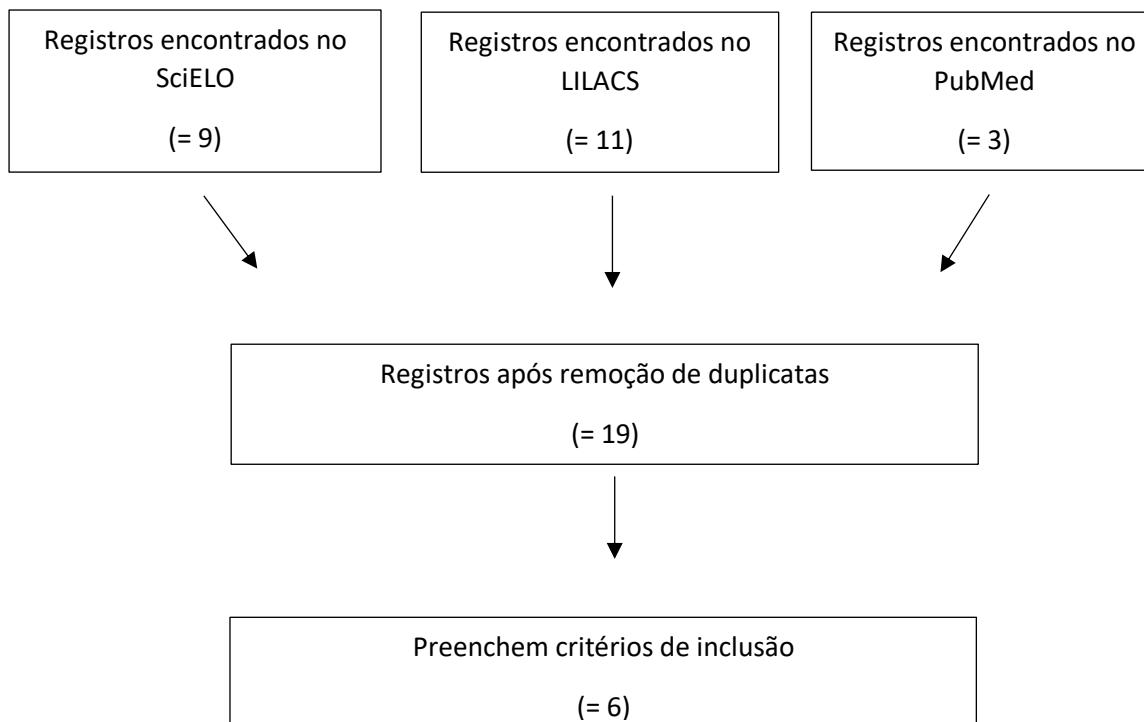 Registros encontrados no
SciELO
(= 9)
Registros encontrados no
LILACS
(= 11)
Registros encontrados no
PubMed
(= 3)
Registros após remoção de duplicatas
(= 19)
Preenchem critérios de inclusão
(= 6)